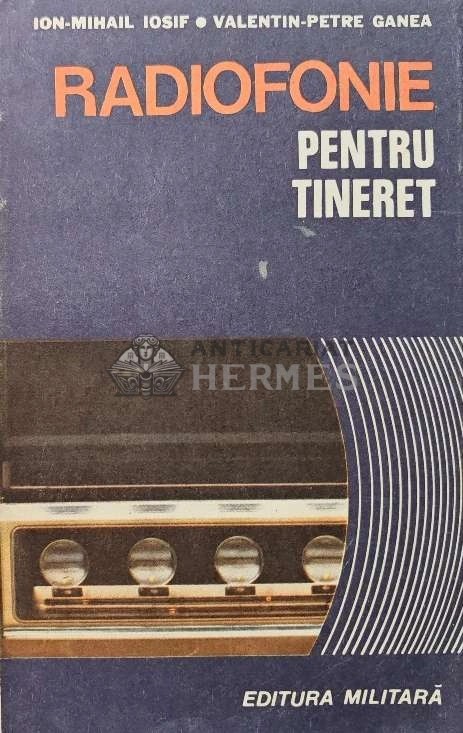 ION-MIHAIL IOSIF • VALENTIN-PETRE GANEA
RADIOFONIE
PENTRU
TINERET
ANTICARIAT
HERMES
EDITURA MILITARĂ